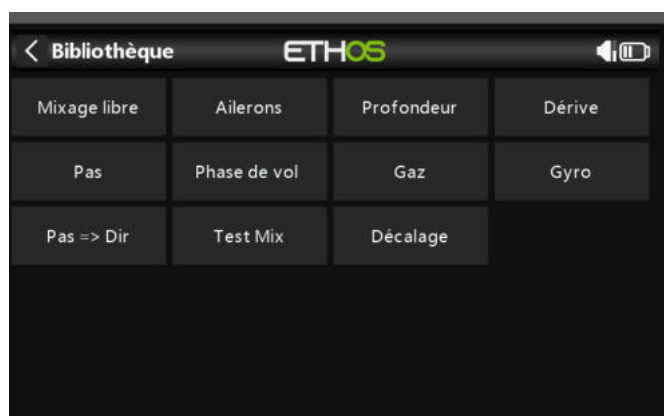 Bibliothèque ETHOS
Mixage libre Ailerons Profondeur Dérive
Pas Phase de vol Gaz Gyro
Pas => Dir Test Mix Décalage